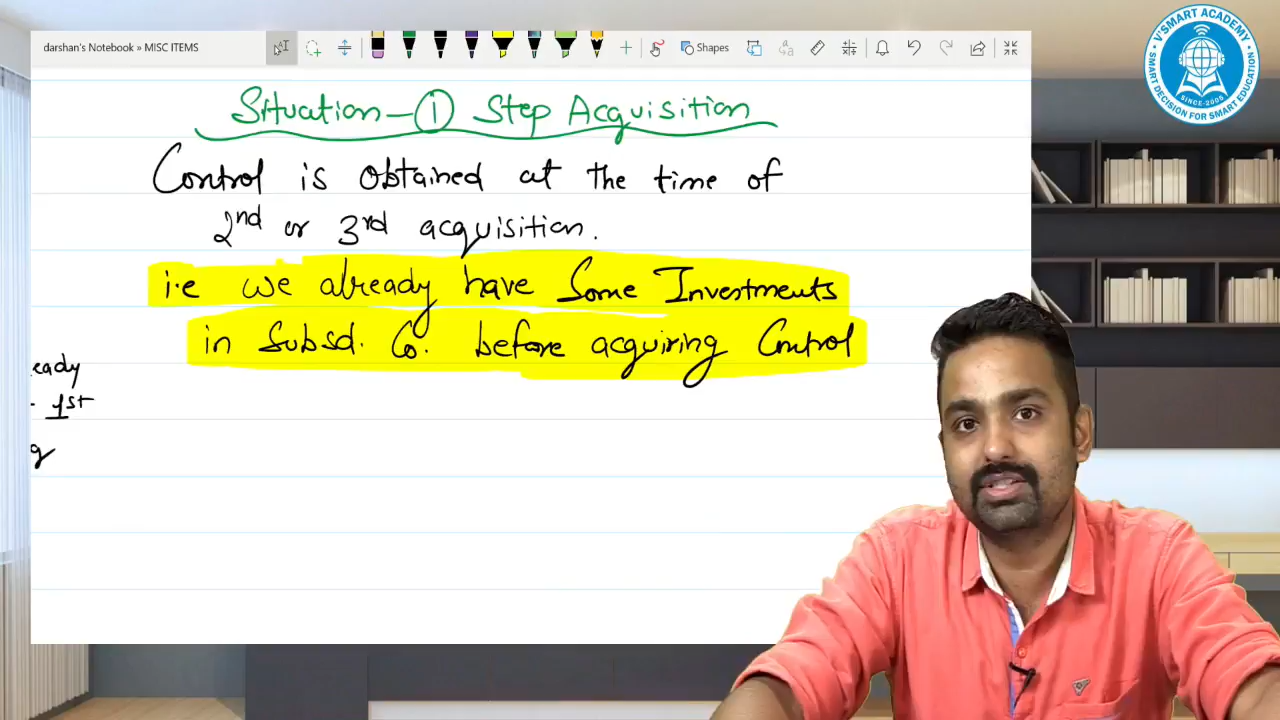 darshan's Notebook » MISC ITEMS
Shapes
V'SMART ACADEMY
SINCE-2005
SMART DECISION FOR SMART EDUCATION
Situation - 1 Step Acquisition
Control is obtained at the time of
2nd or 3rd acquisition.
i.e we already have Some Investments
in Subsd. Co. before acquiring Control
eady
- 1st
g